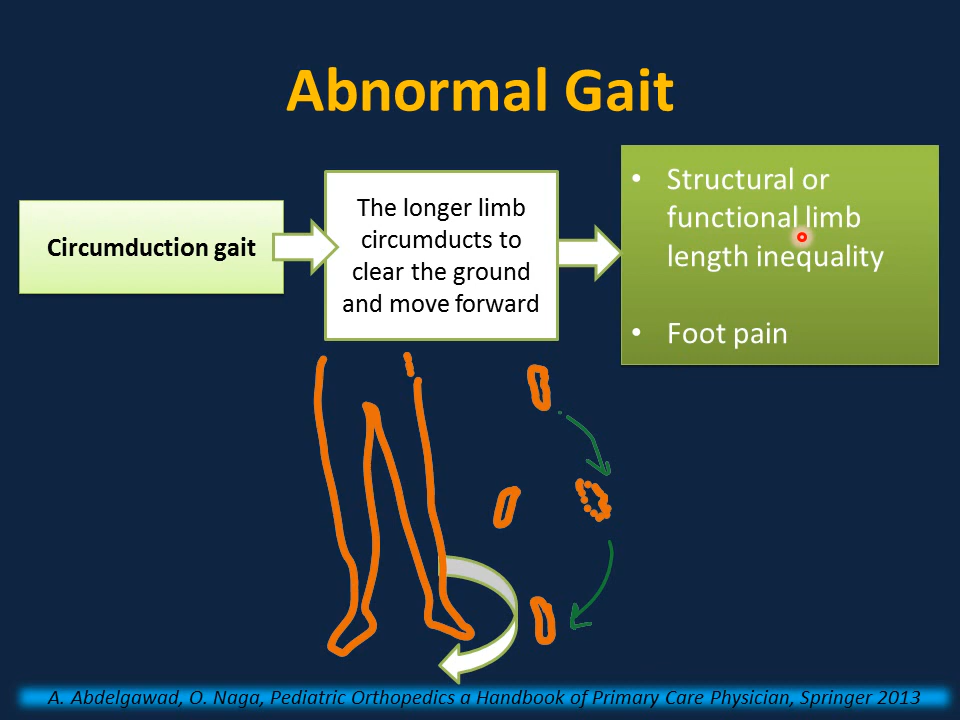 Abnormal Gait
Circumduction gait
The longer limb
circumducts to
clear the ground
and move forward
• Structural or
functional limb
length inequality
• Foot pain
A. Abdelgawad, O. Naga, Pediatric Orthopedics a Handbook of Primary Care Physician, Springer 2013